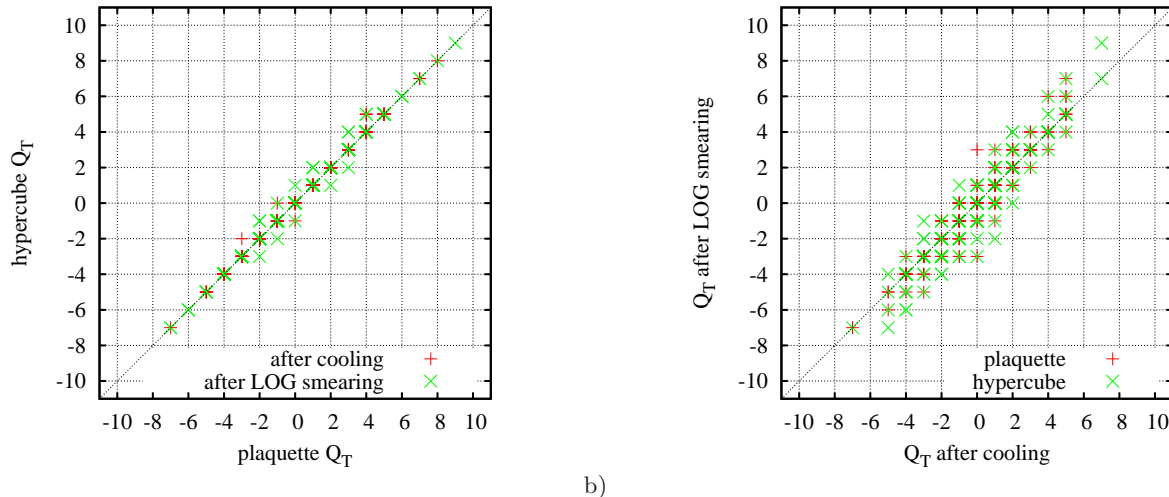 10
8
6
4
2
0
-2
-4
-6
-8
-10
hypercube Q_T
after cooling
after LOG smearing
-10 -8 -6 -4 -2 0 2 4 6 8 10
plaquette Q_T
10
8
6
4
2
0
-2
-4
-6
-8
-10
Q_T after LOG smearing
plaquette
hypercube
-10 -8 -6 -4 -2 0 2 4 6 8 10
Q_T after cooling
b)